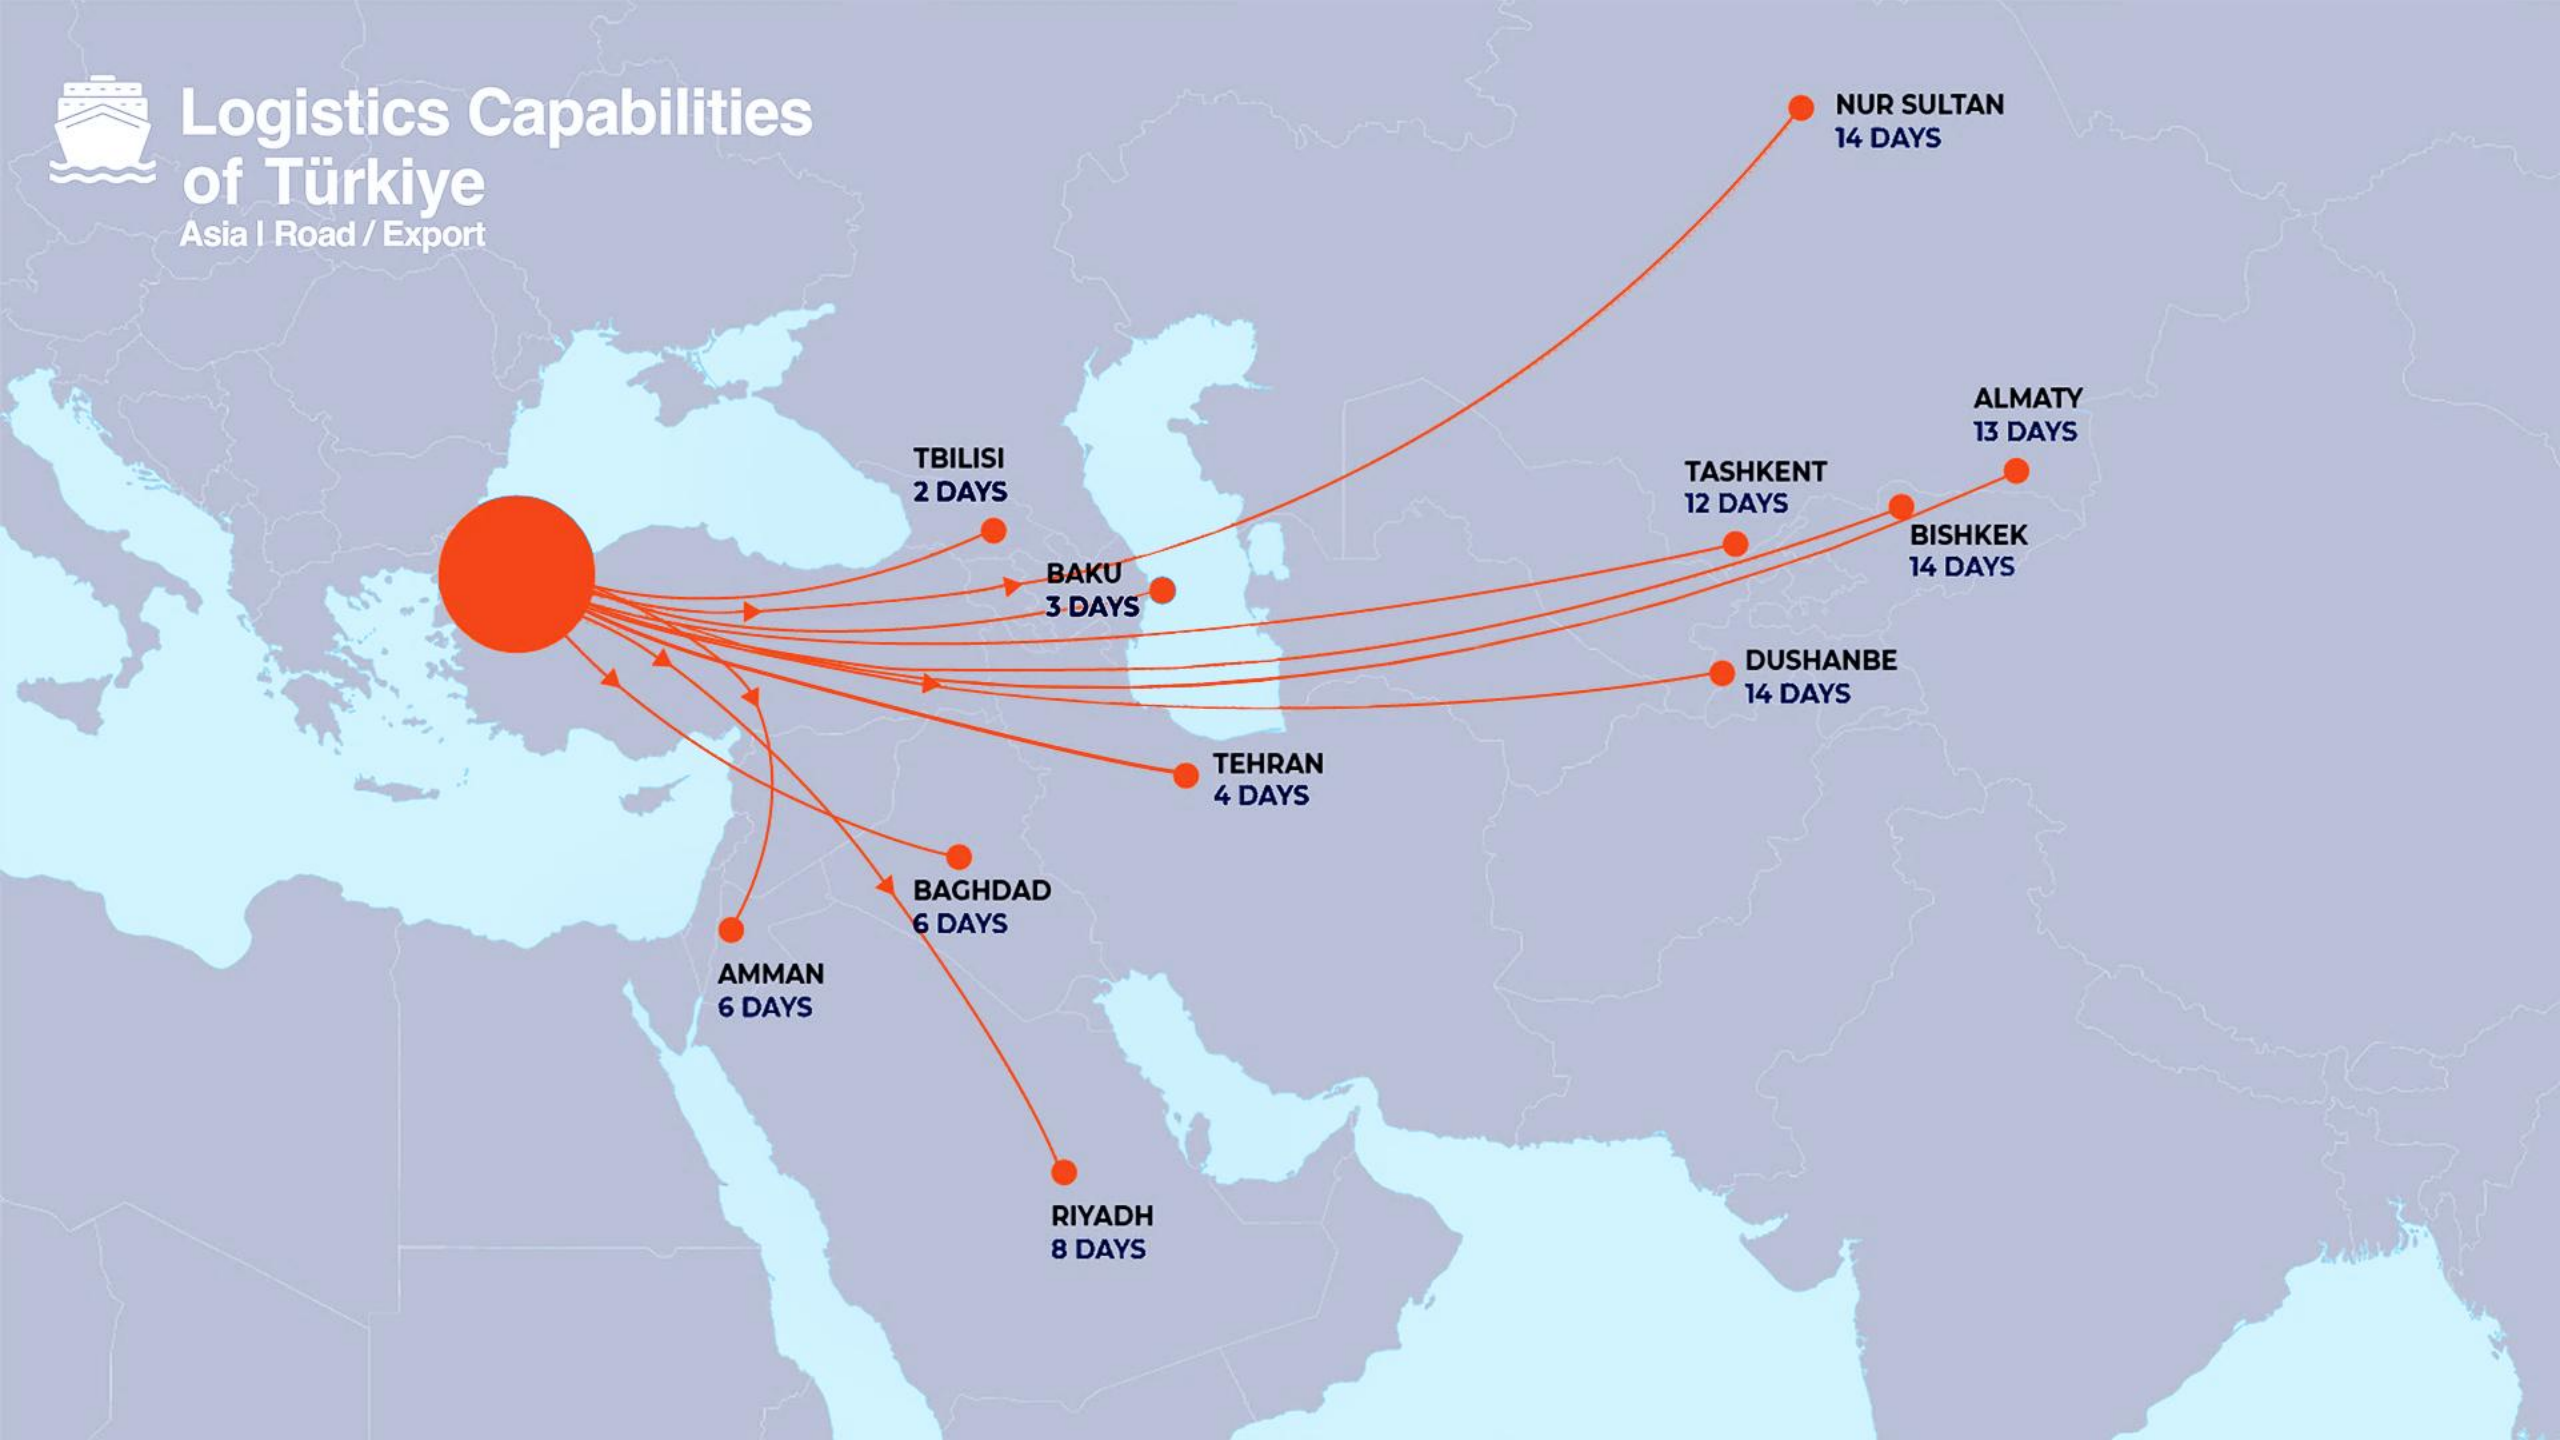 Logistics Capabilities
of Türkiye
Asia | Road / Export
NUR SULTAN
14 DAYS
ALMATY
13 DAYS
TBILISI
2 DAYS
TASHKENT
12 DAYS
BISHKEK
14 DAYS
BAKU
3 DAYS
DUSHANBE
14 DAYS
TEHRAN
4 DAYS
BAGHDAD
6 DAYS
AMMAN
6 DAYS
RIYADH
8 DAYS